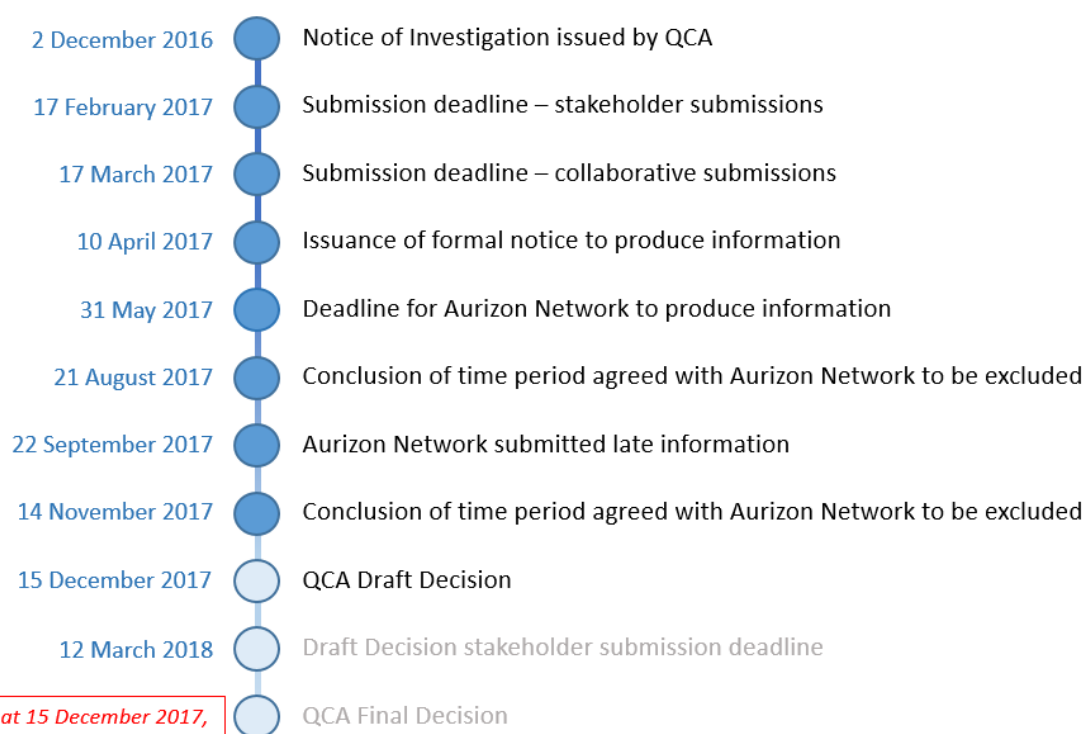 2 December 2016 Notice of Investigation issued by QCA
17 February 2017 Submission deadline – stakeholder submissions
17 March 2017 Submission deadline – collaborative submissions
10 April 2017 Issuance of formal notice to produce information
31 May 2017 Deadline for Aurizon Network to produce information
21 August 2017 Conclusion of time period agreed with Aurizon Network to be excluded
22 September 2017 Aurizon Network submitted late information
14 November 2017 Conclusion of time period agreed with Aurizon Network to be excluded
15 December 2017 QCA Draft Decision
12 March 2018 Draft Decision stakeholder submission deadline
at 15 December 2017, QCA Final Decision